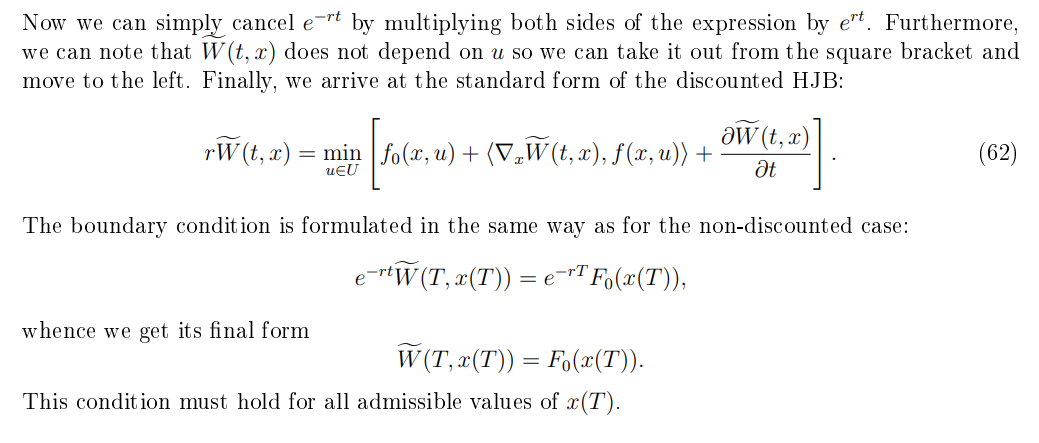 Now we can simply cancel $e^{-rt}$ by multiplying both sides of the expression by $e^{rt}$. Furthermore,
we can note that $\widetilde{W}(t, x)$ does not depend on $u$ so we can take it out from the square bracket and
move to the left. Finally, we arrive at the standard form of the discounted HJB:
$$r\widetilde{W}(t, x) = \min_{u \in U} \left[ f_0(x, u) + \langle \nabla_x \widetilde{W}(t, x), f(x, u) \rangle + \frac{\partial \widetilde{W}(t, x)}{\partial t} \right]. \quad (62)$$
The boundary condition is formulated in the same way as for the non-discounted case:
$$e^{-rt}\widetilde{W}(T, x(T)) = e^{-rT} F_0(x(T)),$$
whence we get its final form
$$\widetilde{W}(T, x(T)) = F_0(x(T)).$$
This condition must hold for all admissible values of $x(T)$.